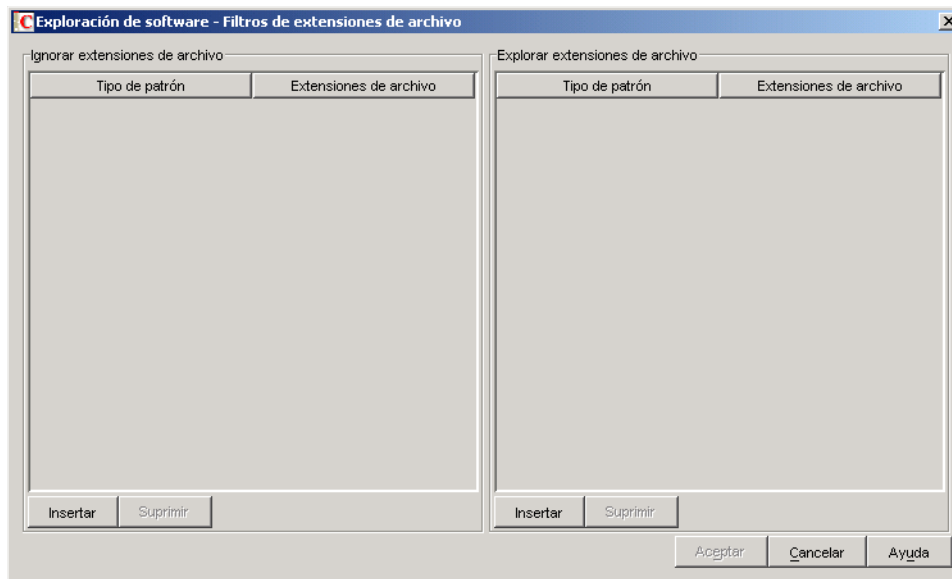 C Exploración de software - Filtros de extensiones de archivo
Ignorar extensiones de archivo
Tipo de patrón Extensiones de archivo
Insertar Suprimir
Explorar extensiones de archivo
Tipo de patrón Extensiones de archivo
Insertar Suprimir
Aceptar Cancelar Ayuda